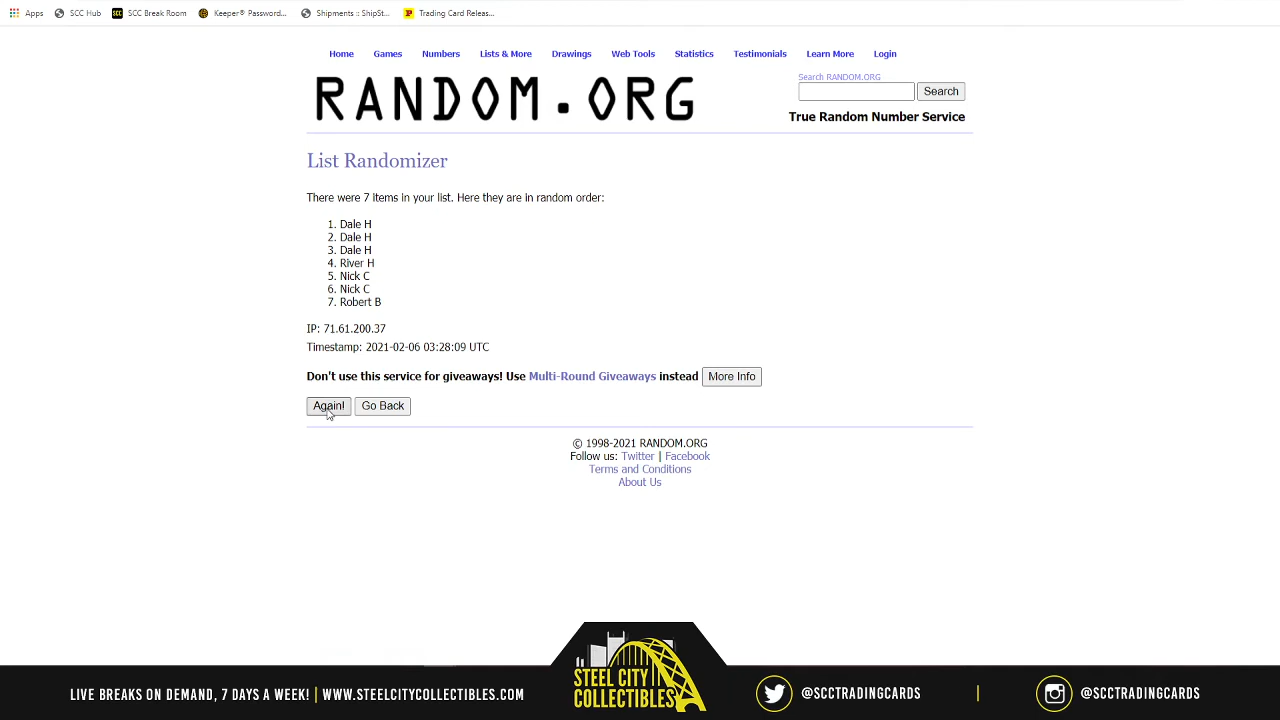 Apps SCC Hub SCC Break Room Keeper® Password... Shipments :: ShipSt... Trading Card Releas...
Home Games Numbers Lists & More Drawings Web Tools Statistics Testimonials Learn More Login
RANDOM.ORG
Search RANDOM.ORG
Search
True Random Number Service
List Randomizer
There were 7 items in your list. Here they are in random order:
1. Dale H
2. Dale H
3. Dale H
4. River H
5. Nick C
6. Nick C
7. Robert B
IP: 71.61.200.37
Timestamp: 2021-02-06 03:28:09 UTC
Don't use this service for giveaways! Use Multi-Round Giveaways instead More Info
Again! Go Back
© 1998-2021 RANDOM.ORG
Follow us: Twitter | Facebook
Terms and Conditions
About Us
LIVE BREAKS ON DEMAND, 7 DAYS A WEEK! | WWW.STEELCITYCOLLECTIBLES.COM
STEEL CITY
COLLECTIBLES
@SCCTRADINGCARDS | @SCCTRADINGCARDS